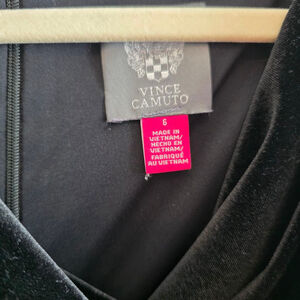 VINCE
CAMUTO
6
MADE IN
VIETNAM/
HECHO EN
VIETNAM/
FABRIQUÉ
AU VIETNAM